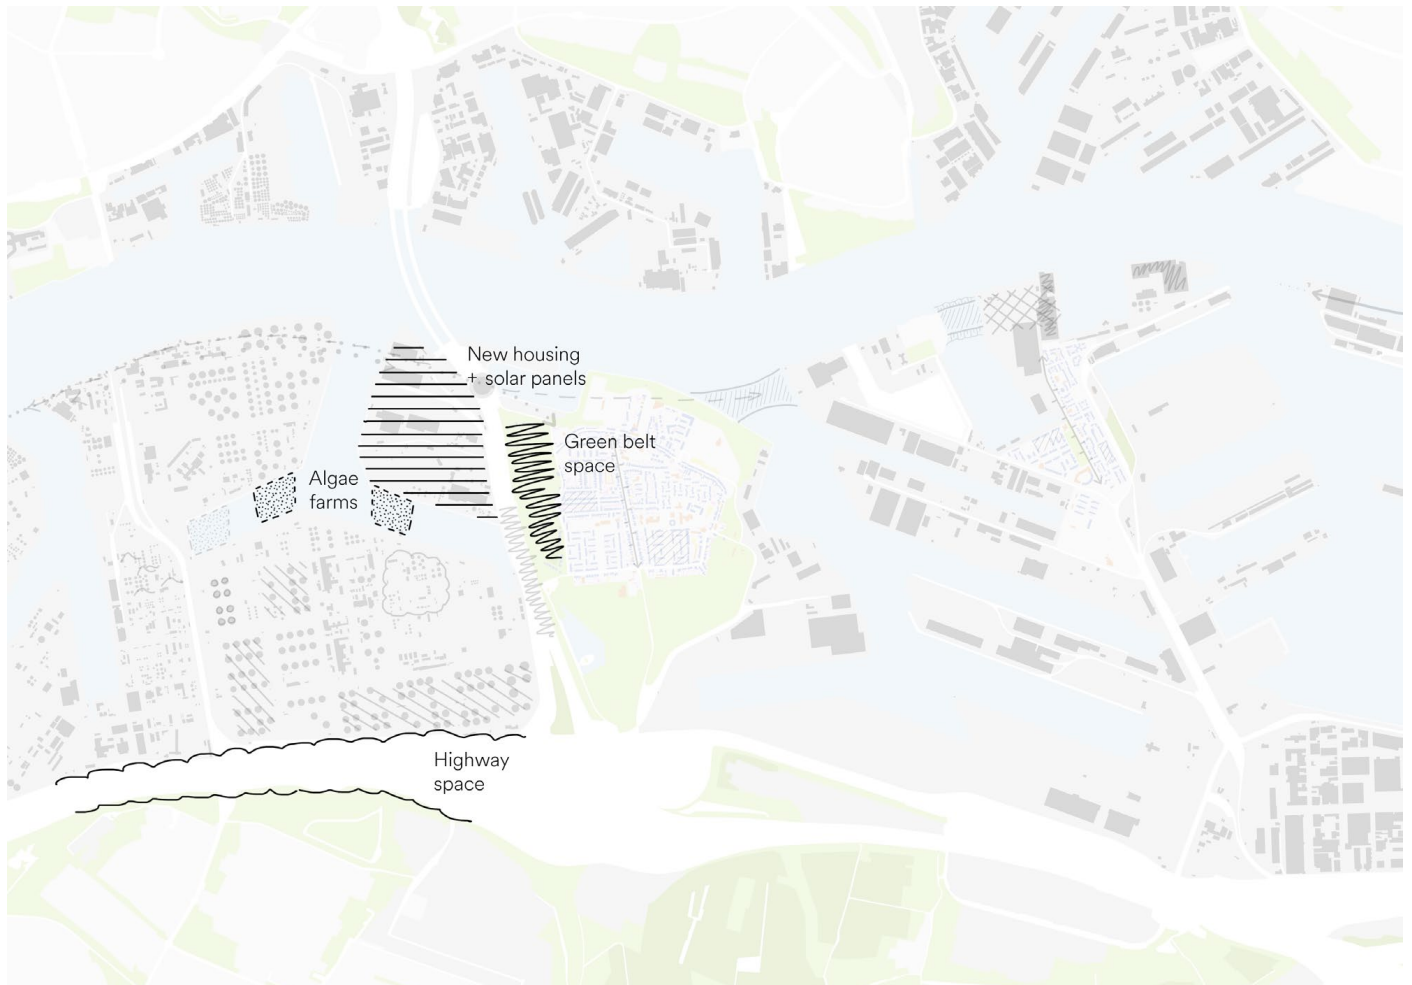 New housing
+ solar panels
Green belt
space
Algae
farms
Highway
space